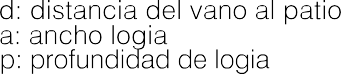 d: distancia del vano al patio
a: ancho logia
p: profundidad de logia